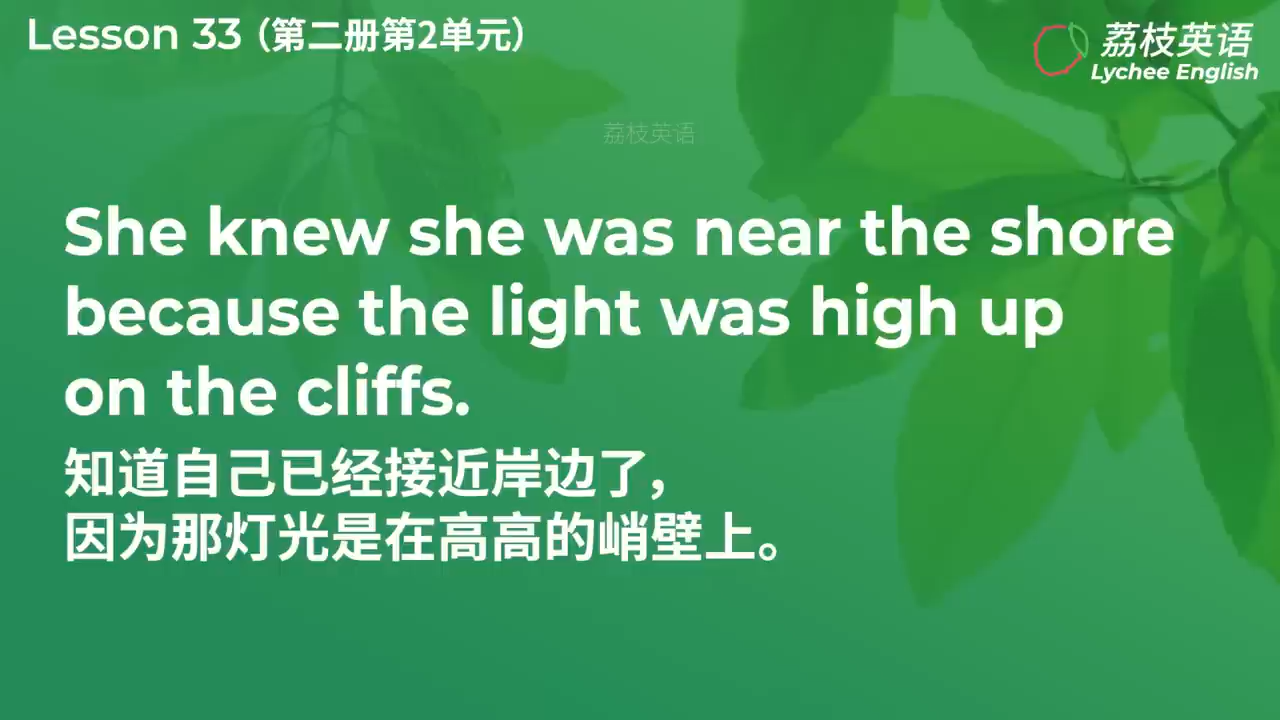 Lesson 33（第二册第2单元）
荔枝英语
Lychee English
荔枝英语
She knew she was near the shore
because the light was high up
on the cliffs.
知道自己已经接近岸边了，
因为那灯光是在高高的峭壁上。